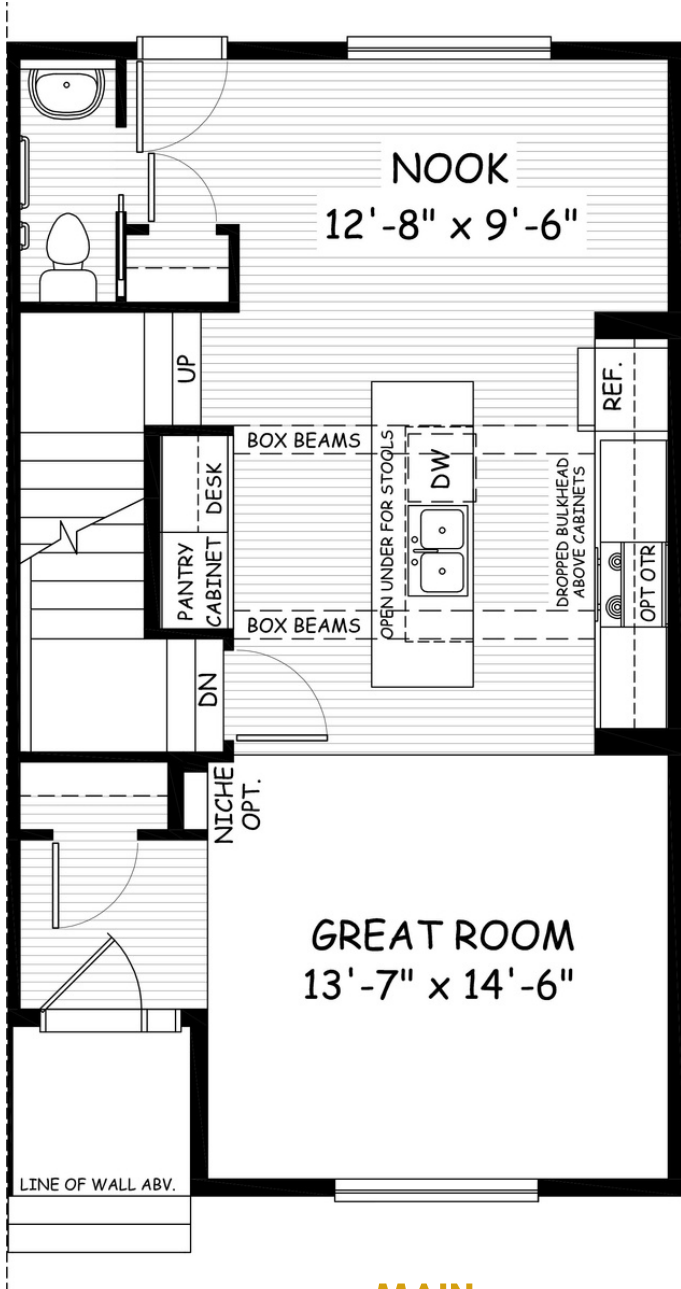 NOOK
12'-8" x 9'-6"
UP
REF.
BOX BEAMS
DESK
PANTRY
CABINET
OPEN UNDER FOR STOOLS
DW
DROPPED BULKHEAD
ABOVE CABINETS
OPT OTR
BOX BEAMS
DN
NICHE
OPT.
GREAT ROOM
13'-7" x 14'-6"
LINE OF WALL ABV.
MAIN